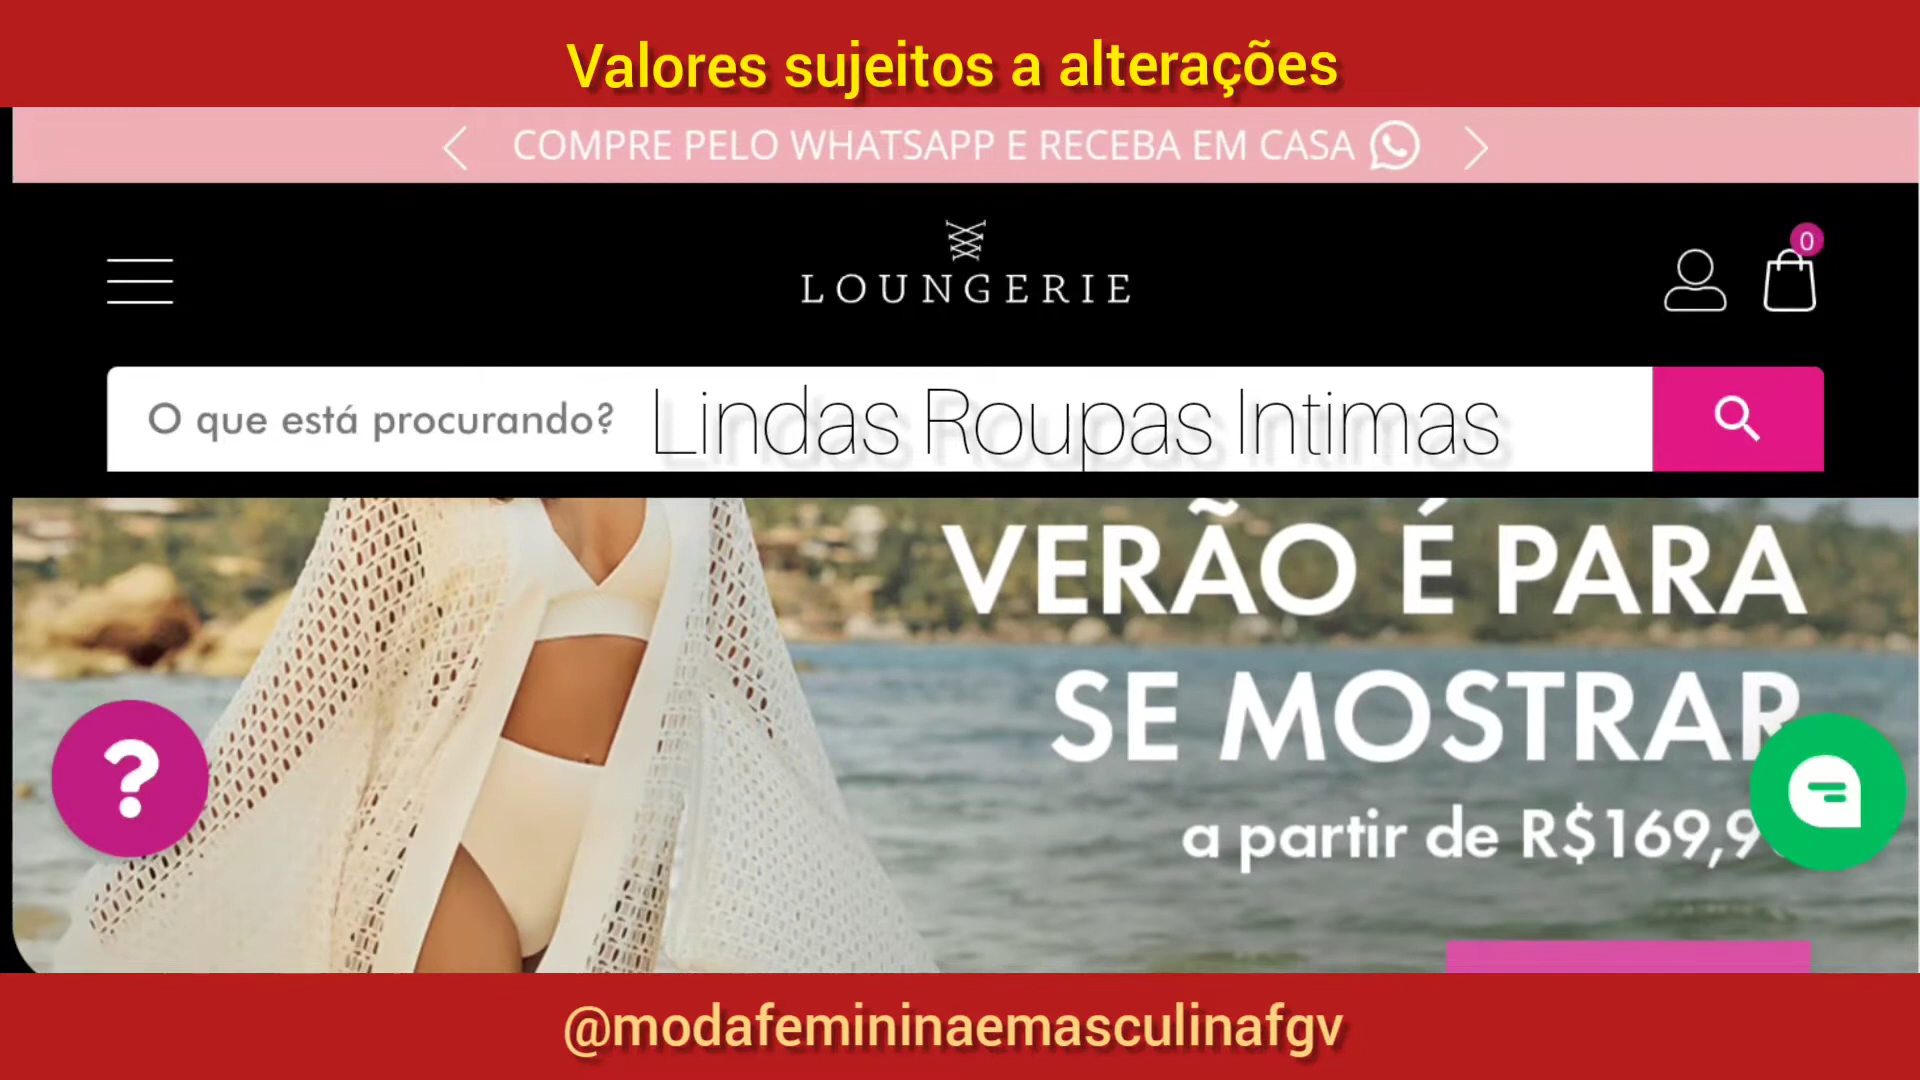 Valores sujeitos a alterações
COMPRE PELO WHATSAPP E RECEBA EM CASA
0
LOUNGERIE
O que está procurando? Lindas Roupas Intimas
VERÃO É PARA
SE MOSTRAR
?
a partir de R$169,9
@modafemininaemasculinafgv